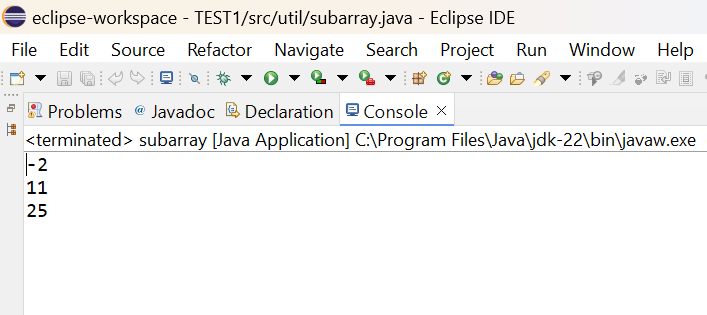 eclipse-workspace - TEST1/src/util/subarray.java - Eclipse IDE
File Edit Source Refactor Navigate Search Project Run Window Help
Problems @ Javadoc Declaration Console
<terminated> subarray [Java Application] C:\Program Files\Java\jdk-22\bin\javaw.exe
-2
11
25